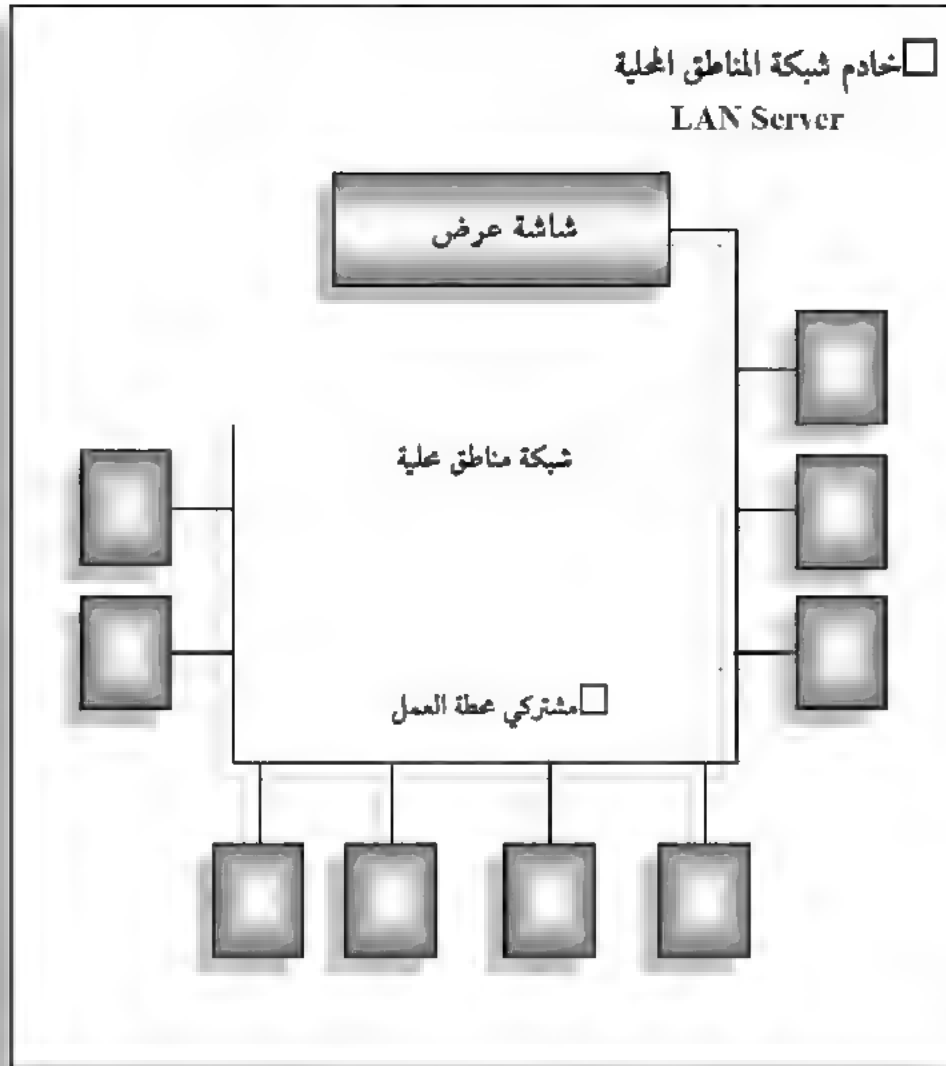 خادم شبكة المناطق المحلية
LAN Server
شاشة عرض
شبكة مناطق محلية
مشتركي محطة العمل